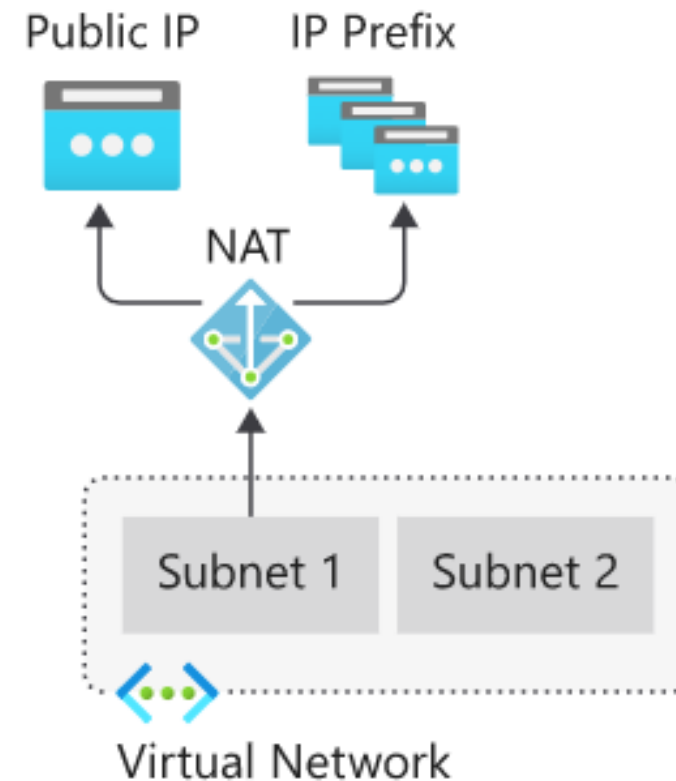 Public IP
IP Prefix
NAT
Subnet 1
Subnet 2
Virtual Network